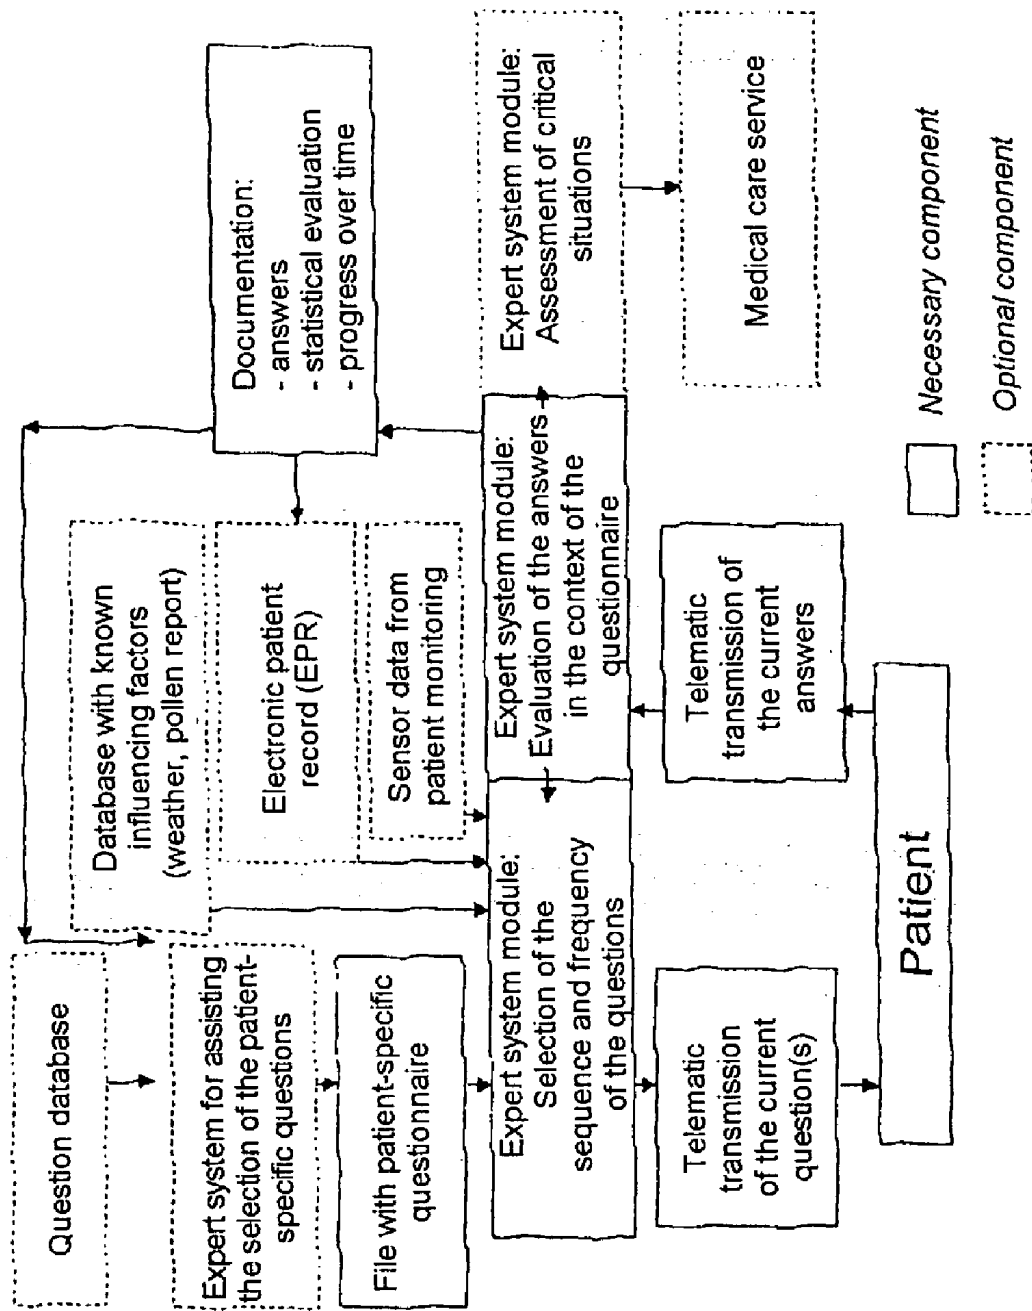 Question database
Expert system for assisting
the selection of the patient-
specific questions
File with patient-specific
questionnaire
Expert system module:
Selection of the
sequence and frequency
of the questions
Telematic
transmission
of the current
question(s)
Database with known
influencing factors
(weather, pollen report)
Electronic patient
record (EPR)
Sensor data from
patient monitoring
Expert system module:
Evaluation of the answers
in the context of the
questionnaire
Telematic
transmission of
the current
answers
Patient
Documentation:
- answers
- statistical evaluation
- progress over time
Expert system module:
Assessment of critical
situations
Medical care service
Necessary component
Optional component